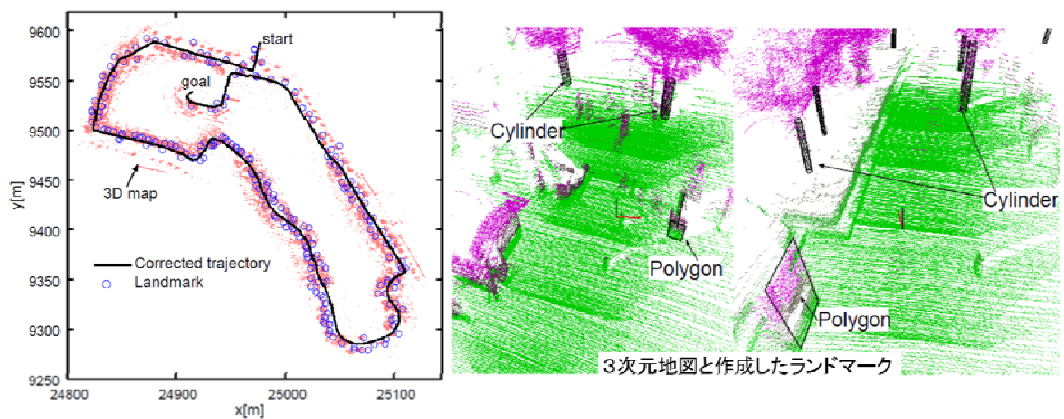 9600
9550
9500
9450
9400
9350
9300
9250
y[m]
24800
24900
25000
25100
x[m]
start
goal
3D map
Corrected trajectory
Landmark
Cylinder
Polygon
Cylinder
Polygon
３次元地図と作成したランドマーク